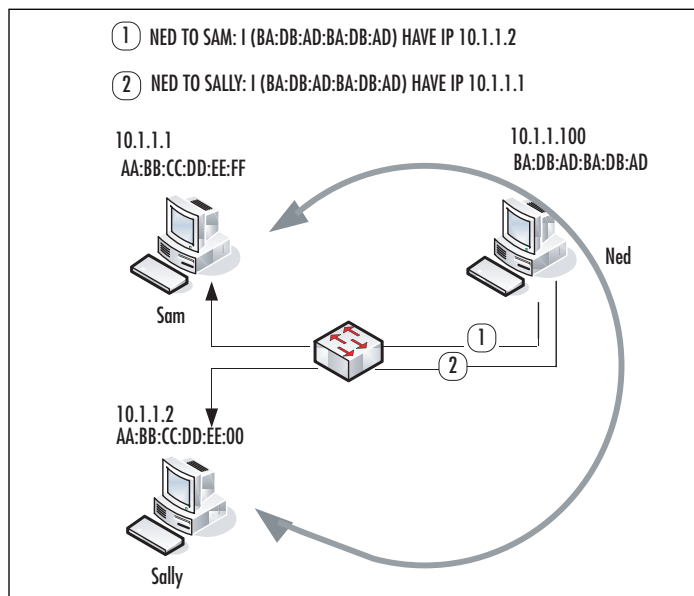 1 NED TO SAM: I (BA:DB:AD:BA:DB:AD) HAVE IP 10.1.1.2
2 NED TO SALLY: I (BA:DB:AD:BA:DB:AD) HAVE IP 10.1.1.1
10.1.1.1
AA:BB:CC:DD:EE:FF
10.1.1.100
BA:DB:AD:BA:DB:AD
Ned
Sam
1
2
10.1.1.2
AA:BB:CC:DD:EE:00
Sally